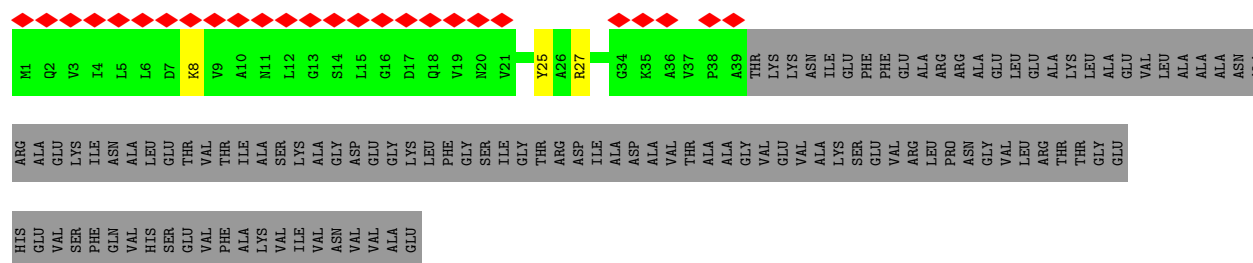 M1 Q2 V3 I4 L5 L6 D7 K8 V9 A10 N11 L12 G13 S14 L15 G16 D17 Q18 V19 N20 V21 Y25 A26 R27 G34 K35 A36 V37 P38 A39 THR LYS LYS ASN ILE GLU PHE PHE GLU ALA ARG ARG ALA GLU LEU GLU ALA LYS LEU ALA GLU VAL LEU ALA ALA ALA ASN
ARG ALA GLU LYS ILE ASN ALA LEU GLU THR VAL THR ILE ALA SER LYS ALA GLY ASP GLU GLY LYS LEU PHE GLY SER ILE GLY THR ARG ASP ILE ALA ASP ALA VAL THR ALA ALA GLY VAL GLU VAL ALA LYS SER GLU VAL ARG LEU PRO ASN GLY VAL LEU ARG THR THR GLY GLU
HIS GLU VAL SER PHE GLN VAL HIS SER GLU VAL PHE ALA LYS VAL ILE VAL ASN VAL VAL ALA GLU